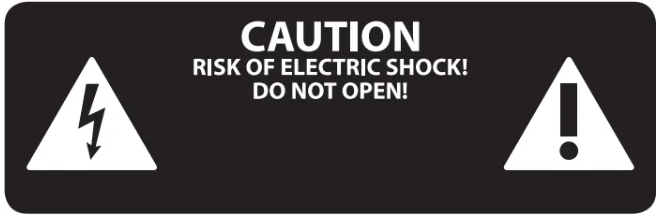 CAUTION
RISK OF ELECTRIC SHOCK!
DO NOT OPEN!